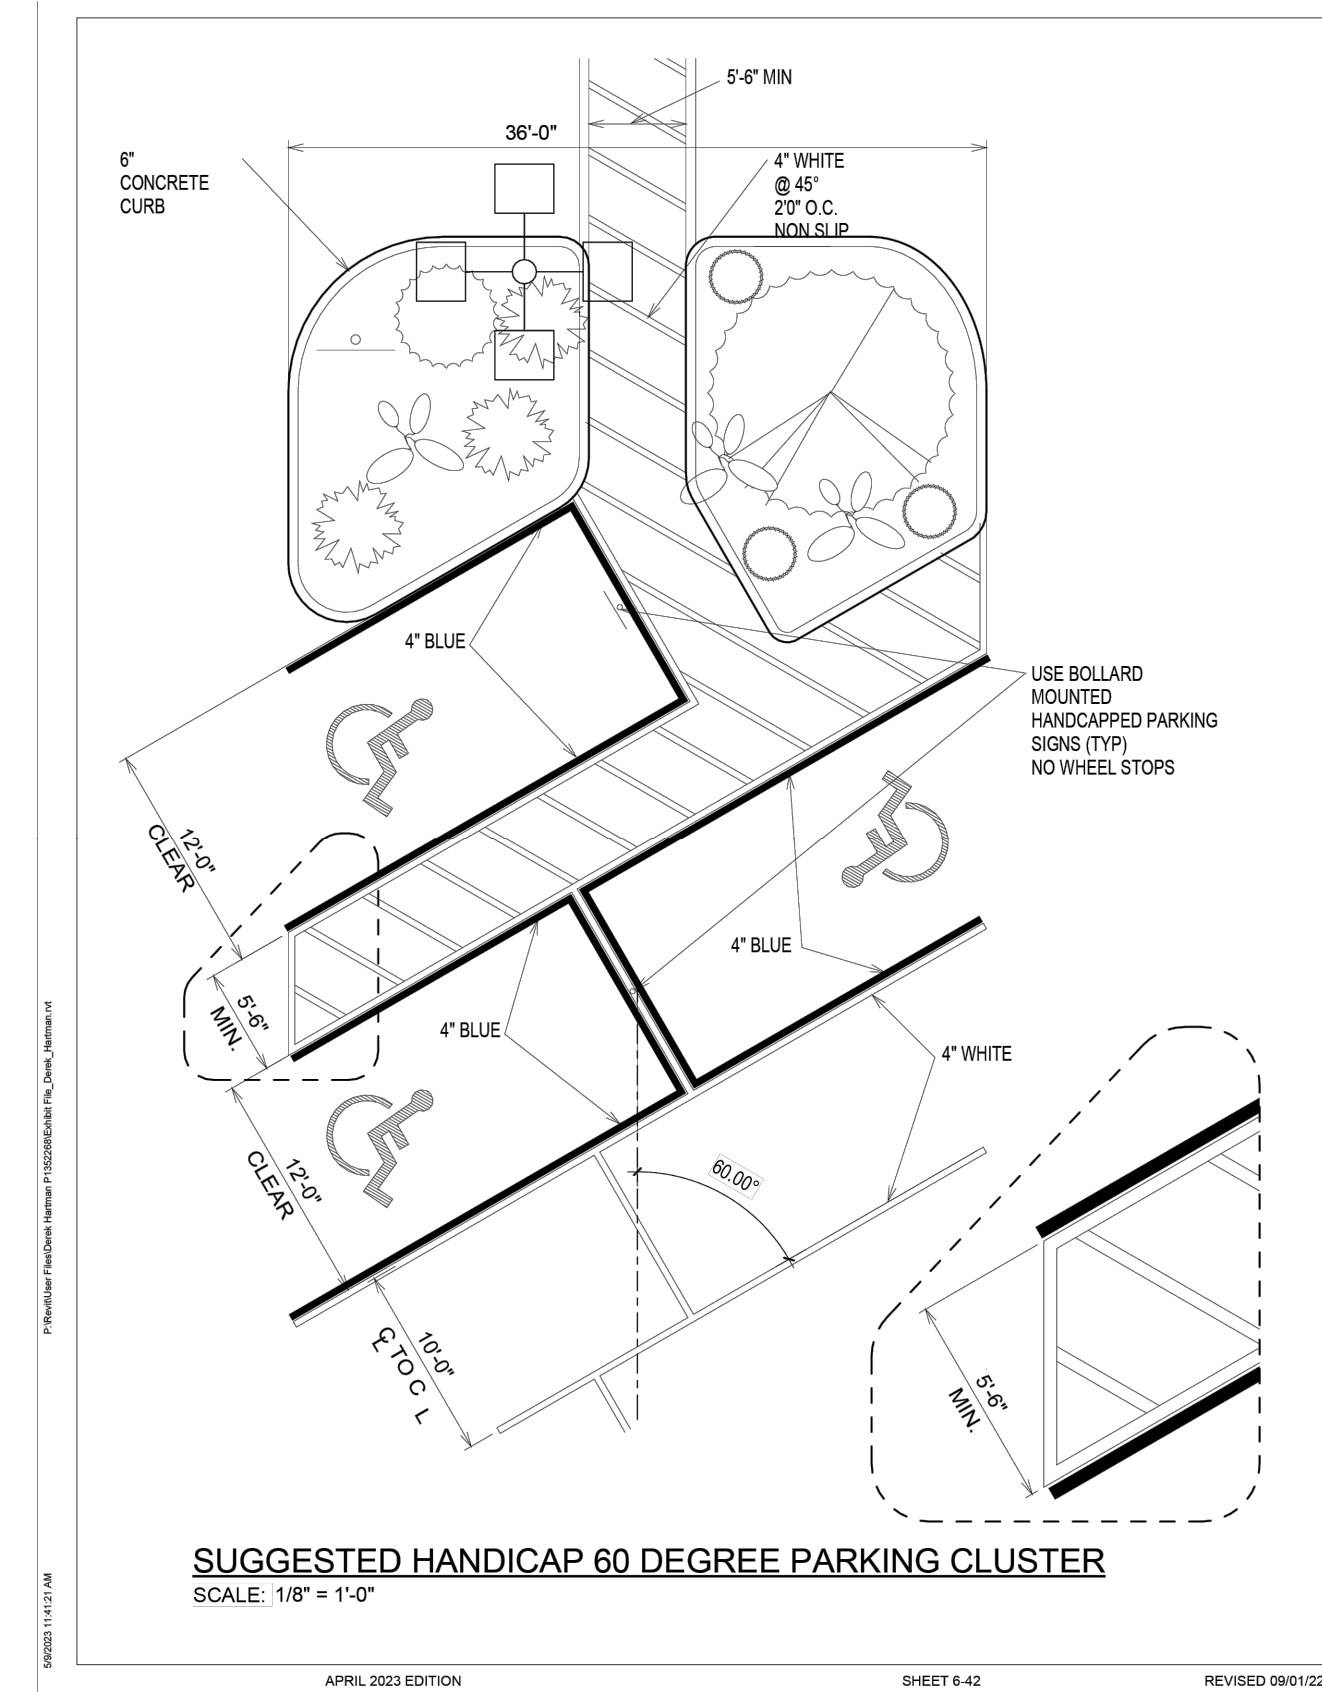 5'-6" MIN
36'-0"
6"
CONCRETE
CURB
4" WHITE
@ 45°
2'0" O.C.
NON SLIP
4" BLUE
USE BOLLARD
MOUNTED
HANDCAPPED PARKING
SIGNS (TYP)
NO WHEEL STOPS
12'-0"
CLEAR
4" BLUE
5'-6"
MIN.
4" BLUE
4" WHITE
12'-0"
CLEAR
60.00°
10'-0"
℄ TO C L
5'-6"
MIN.
SUGGESTED HANDICAP 60 DEGREE PARKING CLUSTER
SCALE: 1/8" = 1'-0"
P:\Revit\User Files\Derek Hartman P1352268\Exhibit File_Derek_Hartman.rvt
5/9/2023 11:41:21 AM
APRIL 2023 EDITION
SHEET 6-42
REVISED 09/01/22